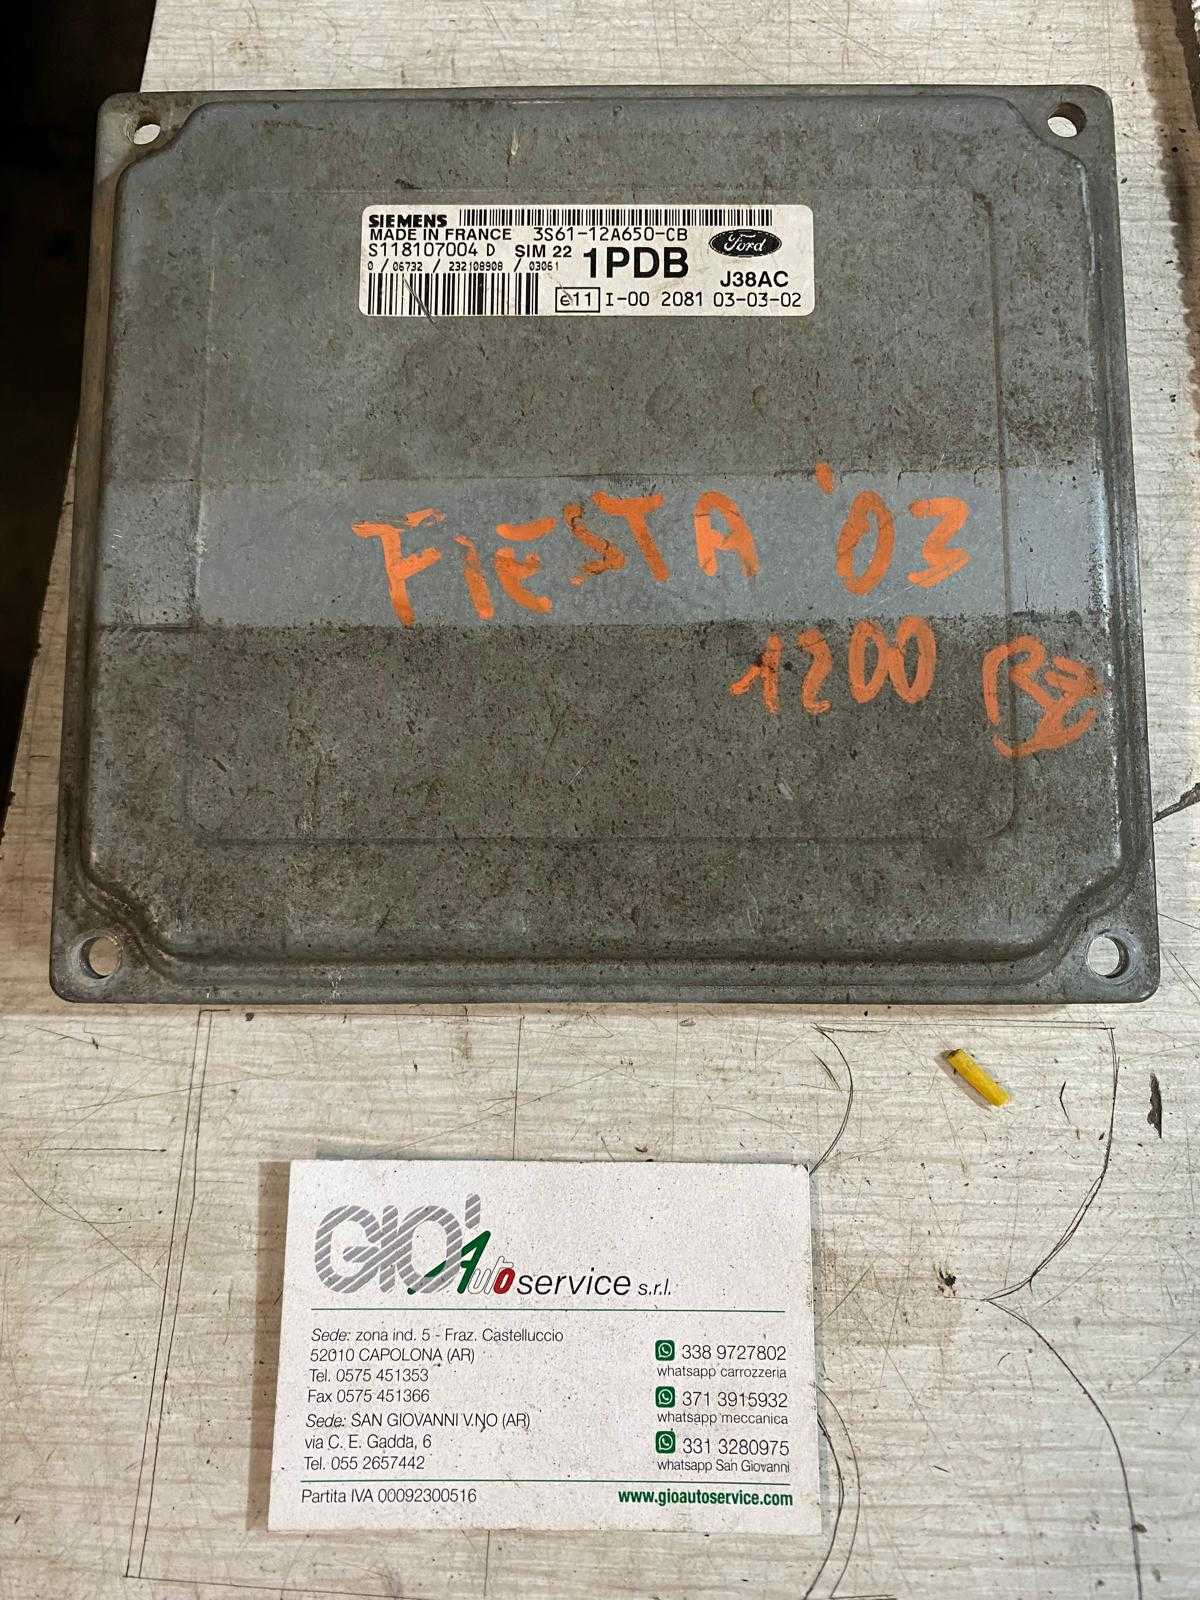 SIEMENS
MADE IN FRANCE 3S61-12A650-CB
S118107004 D SIM 22
Ford
0 / 06732 / 232108908 / 03061
1PDB
J38AC
e11 I-00 2081 03-03-02
FIESTA '03
1200 BZ
GIO' Autoservice s.r.l.
Sede: zona ind. 5 - Fraz. Castelluccio
52010 CAPOLONA (AR)
Tel. 0575 451353
Fax 0575 451366
Sede: SAN GIOVANNI V.NO (AR)
via C. E. Gadda, 6
Tel. 055 2657442
338 9727802
whatsapp carrozzeria
371 3915932
whatsapp meccanica
331 3280975
whatsapp San Giovanni
Partita IVA 00092300516
www.gioautoservice.com